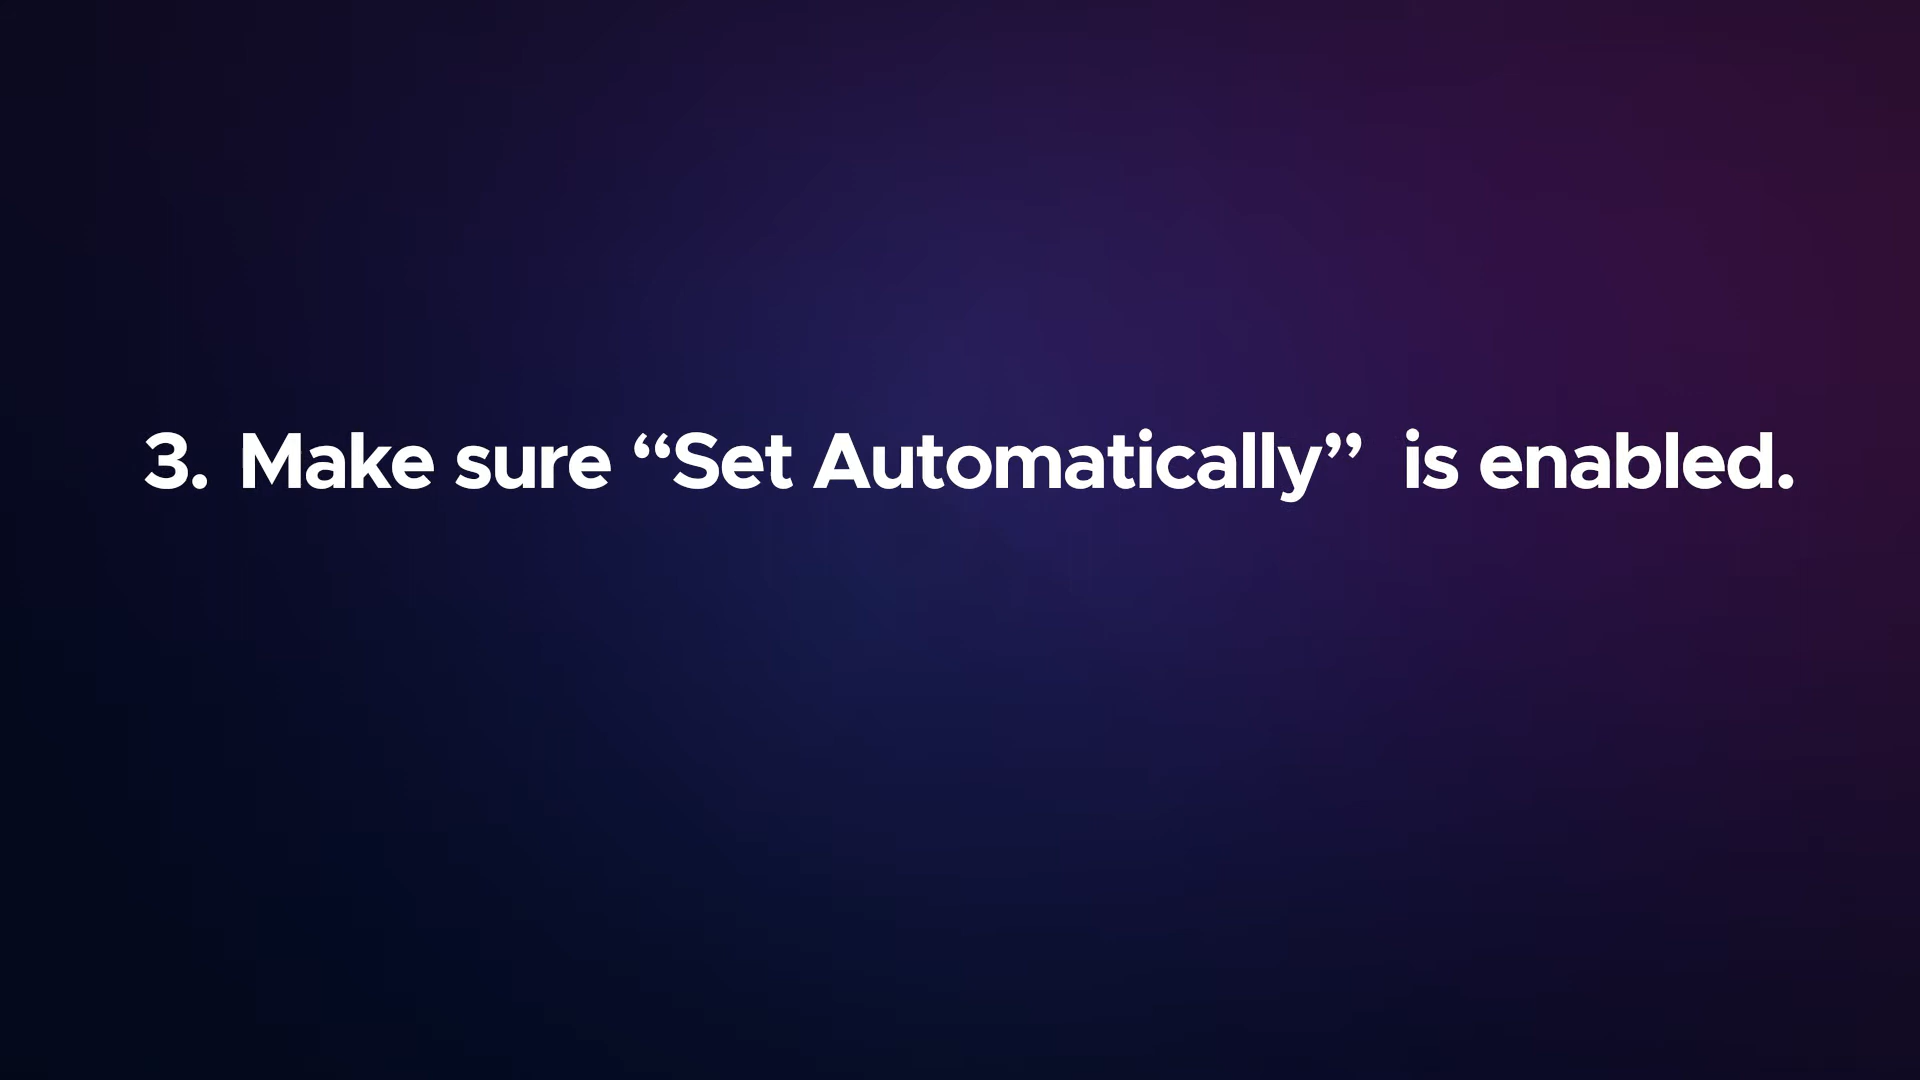 3. Make sure “Set Automatically” is enabled.